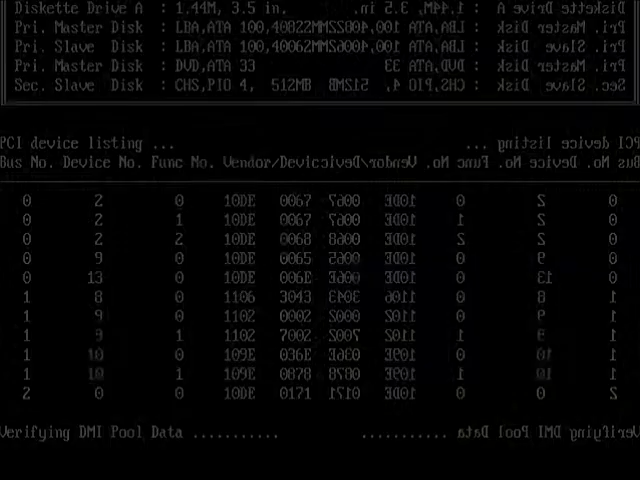 Diskette Drive A : 1.44M, 3.5 in.
Pri. Master Disk : LBA,ATA 100,40822MM
Pri. Slave Disk : LBA,ATA 100,40062MM
Pri. Master Disk : DVD,ATA 33
Sec. Slave Disk : CHS,PIO 4, 512MB
PCI device listing ...
Bus No. Device No. Func No. Vendor/Device
0 2 0 10DE 0067
0 2 1 10DE 0067
0 2 2 10DE 0068
0 9 0 10DE 0065
0 13 0 10DE 006E
1 8 0 1106 3043
1 9 0 1102 0002
1 9 1 1102 7002
1 10 0 109E 036E
1 10 1 109E 0878
2 0 0 10DE 0171
Verifying DMI Pool Data ...........